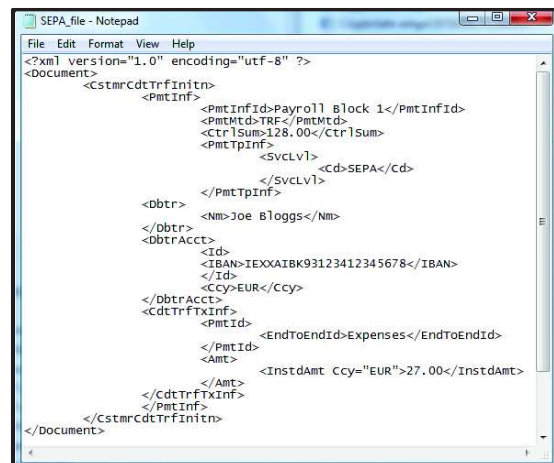 SEPA_file - Notepad
File Edit Format View Help
<?xml version="1.0" encoding="utf-8" ?>
<Document>
<CstmrCdtTrfInitn>
<PmtInf>
<PmtInfId>Payroll Block 1</PmtInfId>
<PmtMtd>TRF</PmtMtd>
<CtrlSum>128.00</CtrlSum>
<PmtTpInf>
<SvcLvl>
<Cd>SEPA</Cd>
</SvcLvl>
</PmtTpInf>
<Dbtr>
<Nm>Joe Bloggs</Nm>
</Dbtr>
<DbtrAcct>
<Id>
<IBAN>IEXXAIBK93123412345678</IBAN>
</Id>
<Ccy>EUR</Ccy>
</DbtrAcct>
<CdtTrfTxInf>
<PmtId>
<EndToEndId>Expenses</EndToEndId>
</PmtId>
<Amt>
<InstdAmt Ccy="EUR">27.00</InstdAmt>
</Amt>
</CdtTrfTxInf>
</PmtInf>
</CstmrCdtTrfInitn>
</Document>